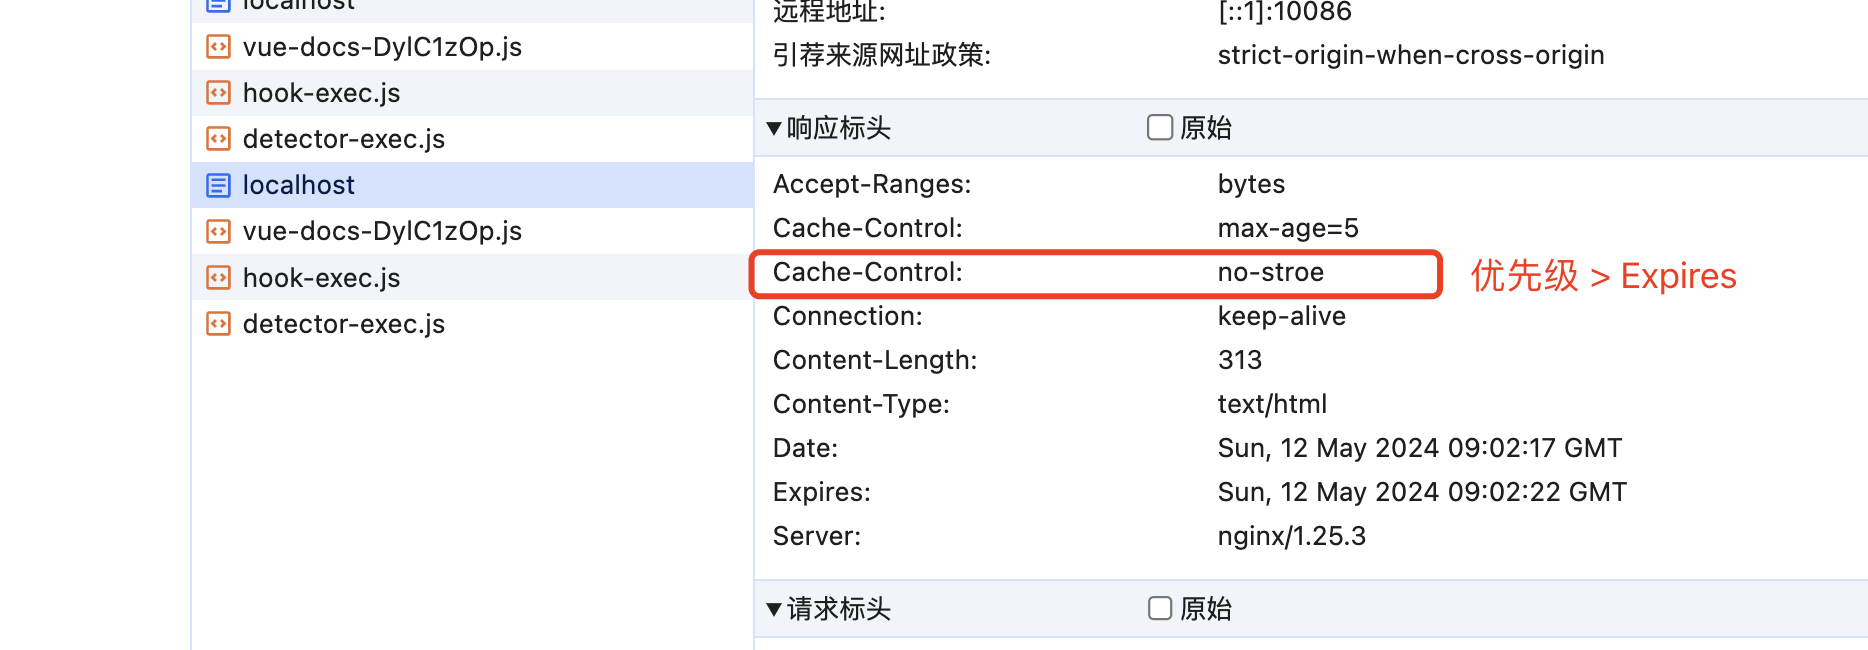 localhost
vue-docs-DylC1zOp.js
hook-exec.js
detector-exec.js
localhost
vue-docs-DylC1zOp.js
hook-exec.js
detector-exec.js
远程地址: [::1]:10086
引荐来源网址政策: strict-origin-when-cross-origin
▼响应标头 原始
Accept-Ranges: bytes
Cache-Control: max-age=5
Cache-Control: no-stroe 优先级 > Expires
Connection: keep-alive
Content-Length: 313
Content-Type: text/html
Date: Sun, 12 May 2024 09:02:17 GMT
Expires: Sun, 12 May 2024 09:02:22 GMT
Server: nginx/1.25.3
▼请求标头 原始